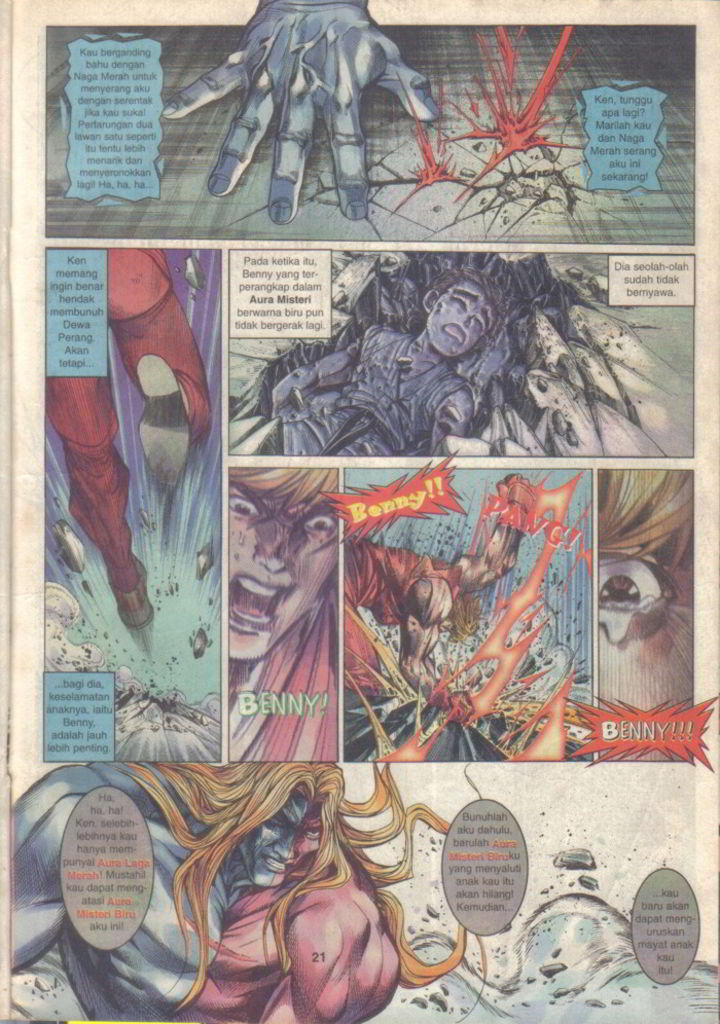 Kau berganding
bahu dengan
Naga Merah untuk
menyerang aku
dengan serentak
jika kau suka!
Pertarungan dua
lawan satu seperti
itu tentu lebih
menarik dan
menyeronokkan
lagi! Ha, ha, ha...
Ken, tunggu
apa lagi?
Marilah kau
dan Naga
Merah serang
aku ini
sekarang!
Ken
memang
ingin benar
hendak
membunuh
Dewa
Perang.
Akan
tetapi...
Pada ketika itu,
Benny yang ter-
perangkap dalam
Aura Misteri
berwarna biru pun
tidak bergerak lagi.
Dia seolah-olah
sudah tidak
bernyawa.
...bagi dia,
keselamatan
anaknya, iaitu
Benny,
adalah jauh
lebih penting.
BENNY!
Benny!!
PANG!
BENNY!!!
Ha,
ha, ha!
Ken, selebih-
lebihnya kau
hanya mem-
punyai Aura Laga
Merah! Mustahil
kau dapat meng-
atasi Aura
Misteri Biru
aku ini!
Bunuhlah
aku dahulu,
barulah Aura
Misteri Biruku
yang menyaluti
anak kau itu
akan hilang!
Kemudian...
...kau
baru akan
dapat meng-
uruskan
mayat anak
kau
itu!
21